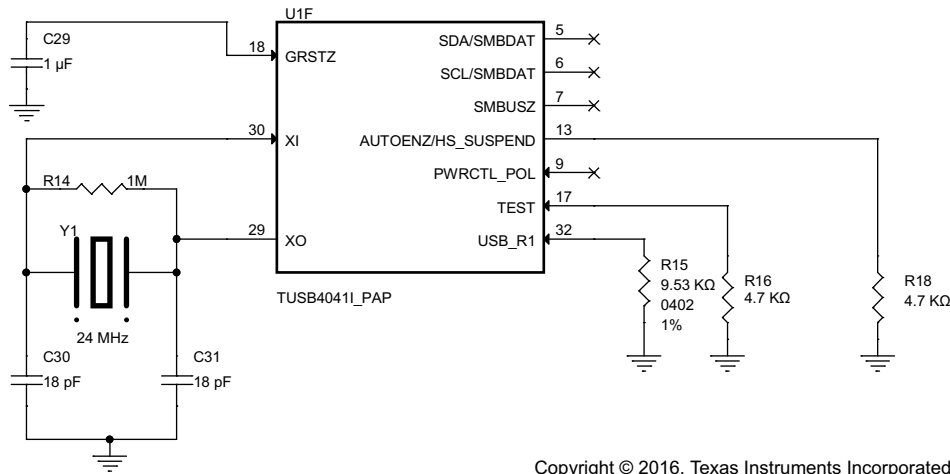 U1F
C29
1 µF
18
GRSTZ
SDA/SMBDAT
5
SCL/SMBDAT
6
SMBUSZ
7
30
XI
AUTOENZ/HS_SUSPEND
13
PWRCTL_POL
9
R14
1M
TEST
17
Y1
29
XO
USB_R1
32
R15
9.53 KΩ
0402
1%
R16
4.7 KΩ
R18
4.7 KΩ
TUSB4041I_PAP
24 MHz
C30
18 pF
C31
18 pF
Copyright © 2016, Texas Instruments Incorporated